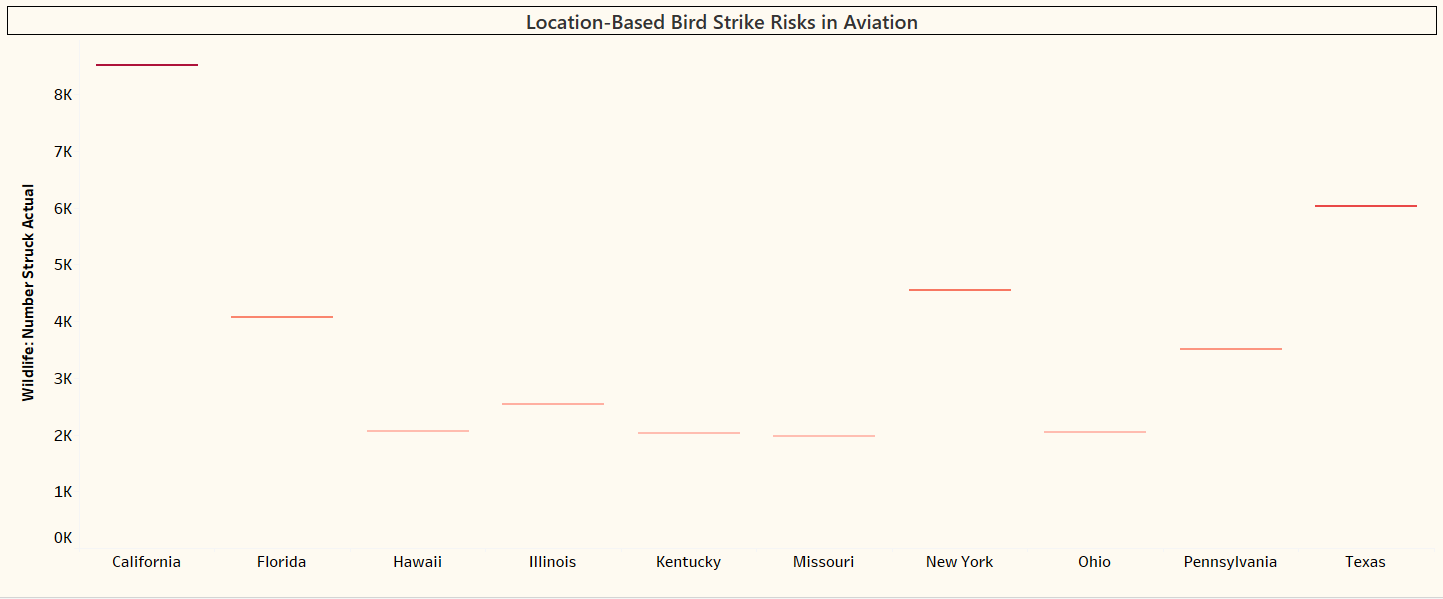 Location-Based Bird Strike Risks in Aviation
Wildlife: Number Struck Actual
8K
7K
6K
5K
4K
3K
2K
1K
0K
California Florida Hawaii Illinois Kentucky Missouri New York Ohio Pennsylvania Texas